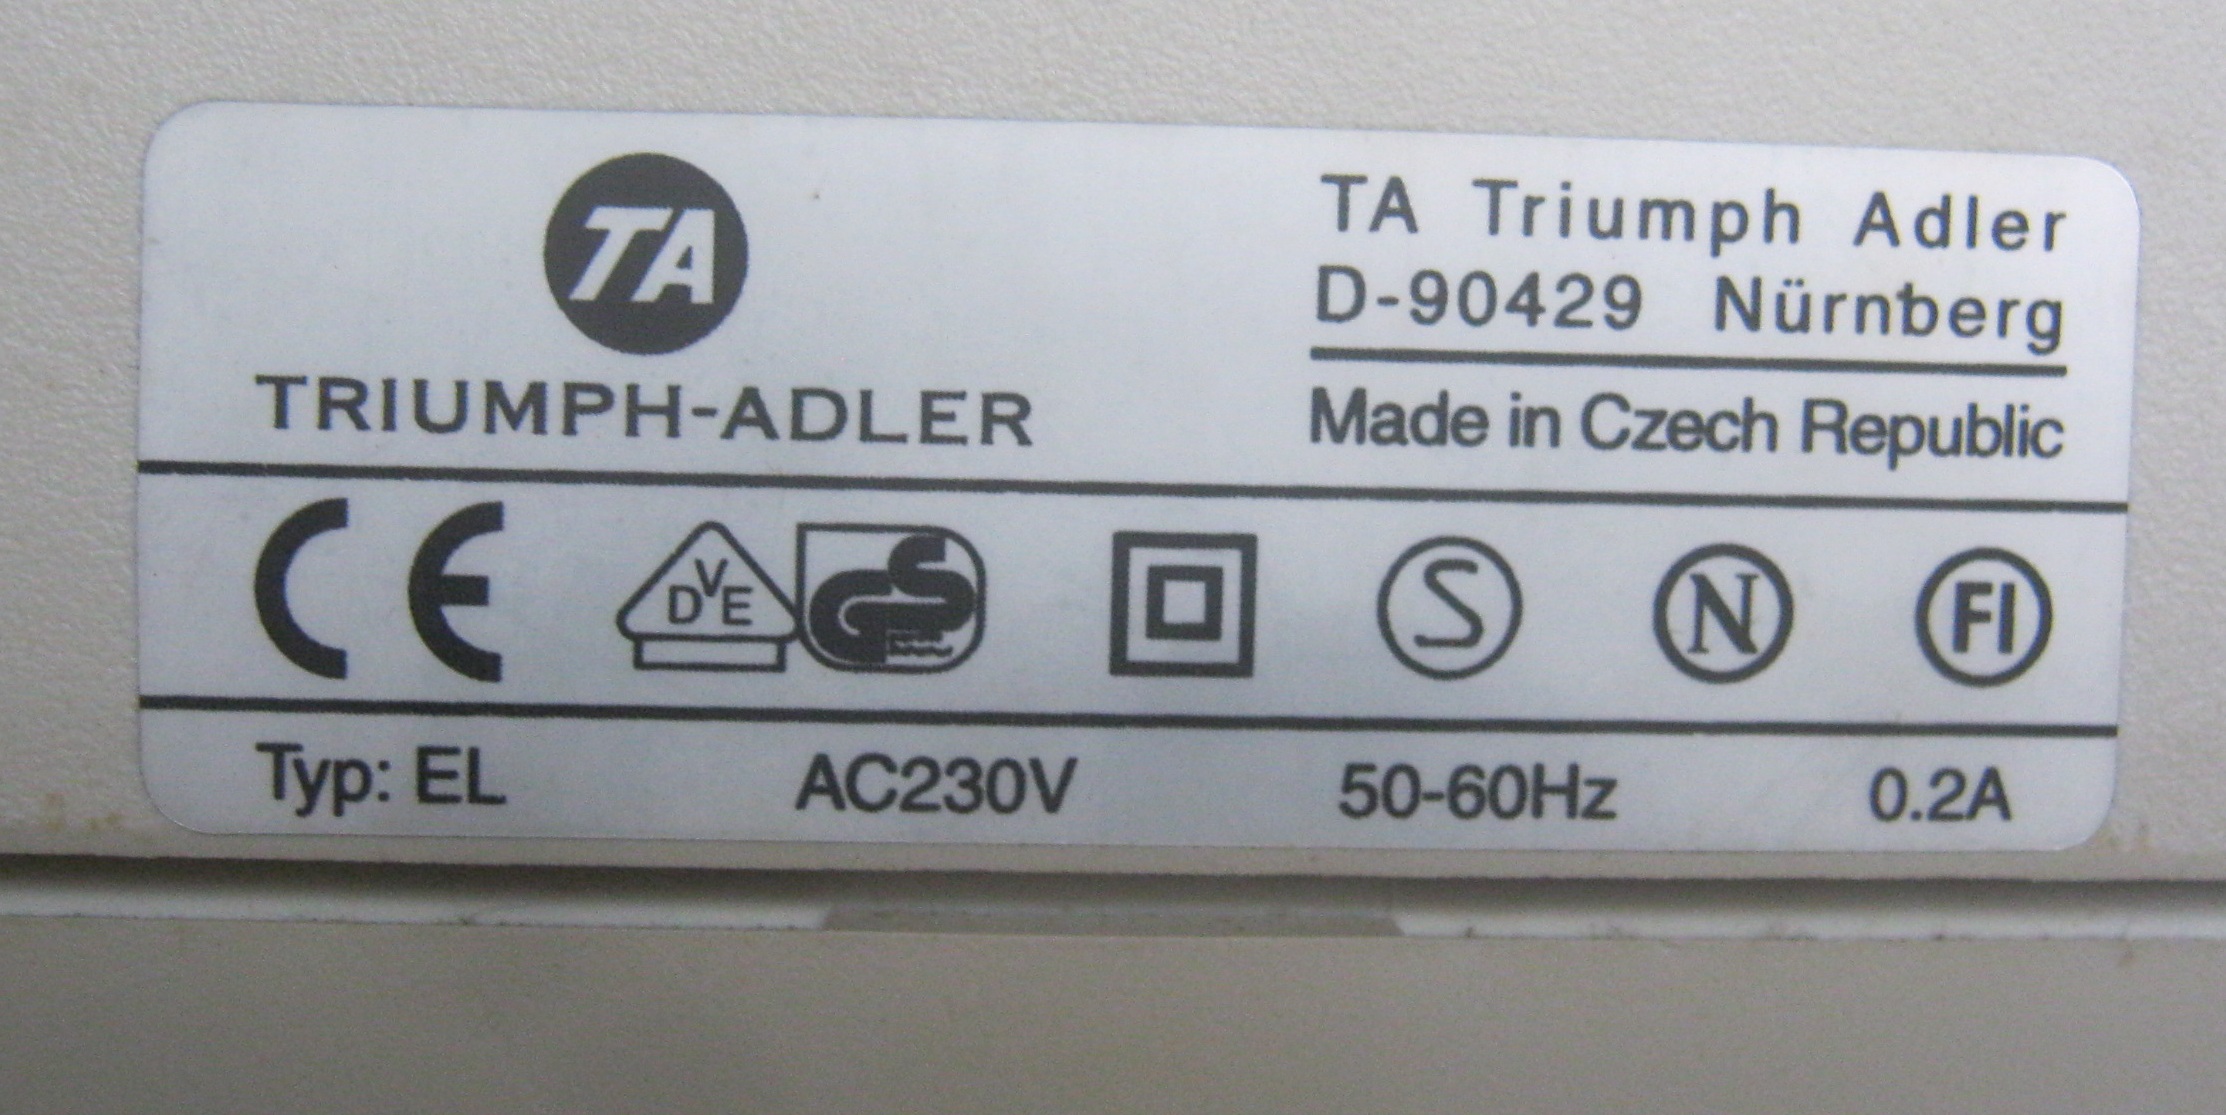 TA
TRIUMPH-ADLER
TA Triumph Adler
D-90429 Nürnberg
Made in Czech Republic
CE DVE GS S N FI
Typ: EL AC230V 50-60Hz 0.2A